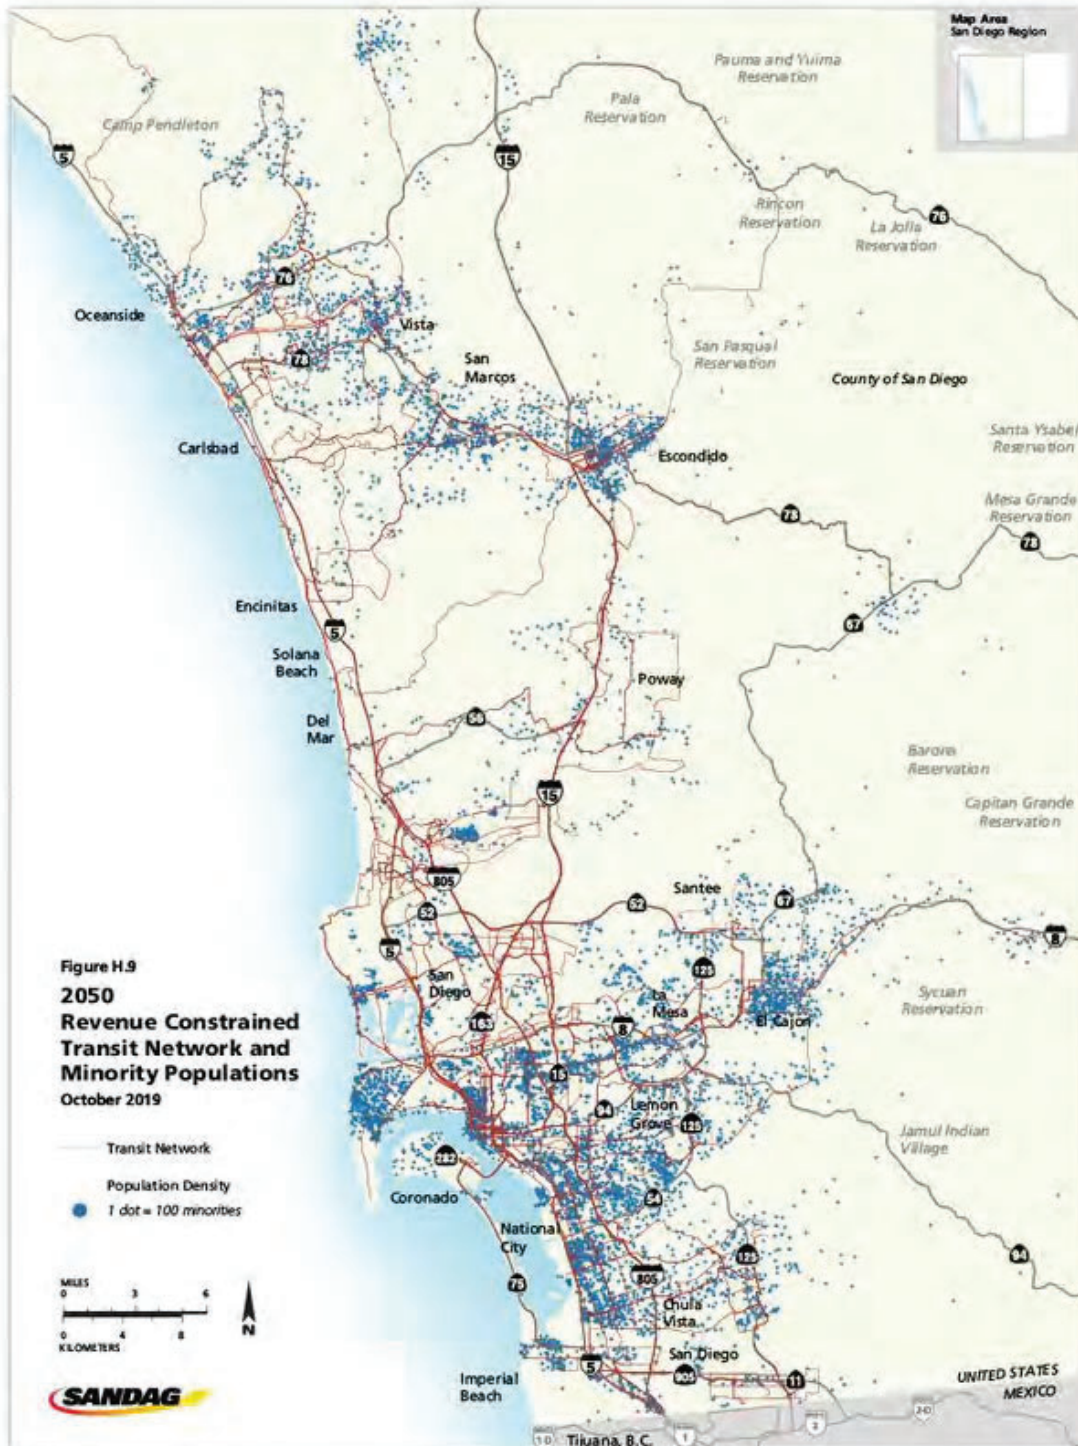 Map Area
San Diego Region
Pauma and Yuima
Reservation
Pala
Reservation
Camp Pendleton
5
15
Rincon
Reservation
76
La Jolla
Reservation
76
Oceanside
Vista
78
San
Marcos
San Pasqual
Reservation
County of San Diego
Santa Ysabel
Reservation
Carlsbad
Escondido
Mesa Grande
Reservation
78
78
Encinitas
5
67
Solana
Beach
Poway
Del
Mar
56
Barona
Reservation
15
Capitan Grande
Reservation
805
Santee
67
52
52
5
8
125
San
Diego
La
Mesa
Sycuan
Reservation
El Cajon
163
8
15
94
Lemon
Grove
125
Jamul Indian
Village
282
Coronado
54
National
City
125
94
75
805
Chula
Vista
San Diego
5
905
11
Imperial
Beach
UNITED STATES
MEXICO
Tijuana, B.C.
1-D
1
2
2-D
Figure H.9
2050
Revenue Constrained
Transit Network and
Minority Populations
October 2019
Transit Network
Population Density
1 dot = 100 minorities
MILES
0 3 6
0 4 8
KILOMETERS
N
SANDAG